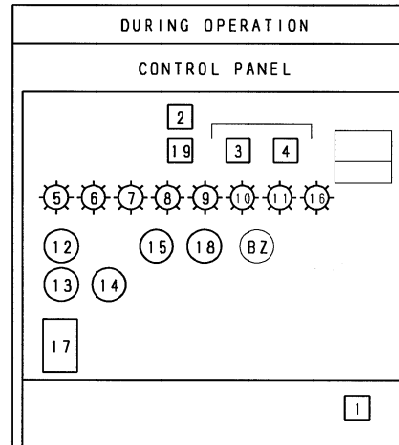 DURING OPERATION
CONTROL PANEL
2
19 3 4
5 6 7 8 9 10 11 16
12 15 18 BZ
13 14
17
1